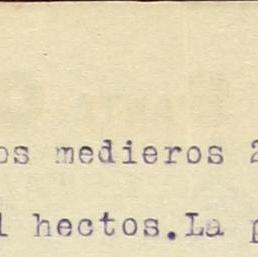 os medieros 2
l hectos.La p